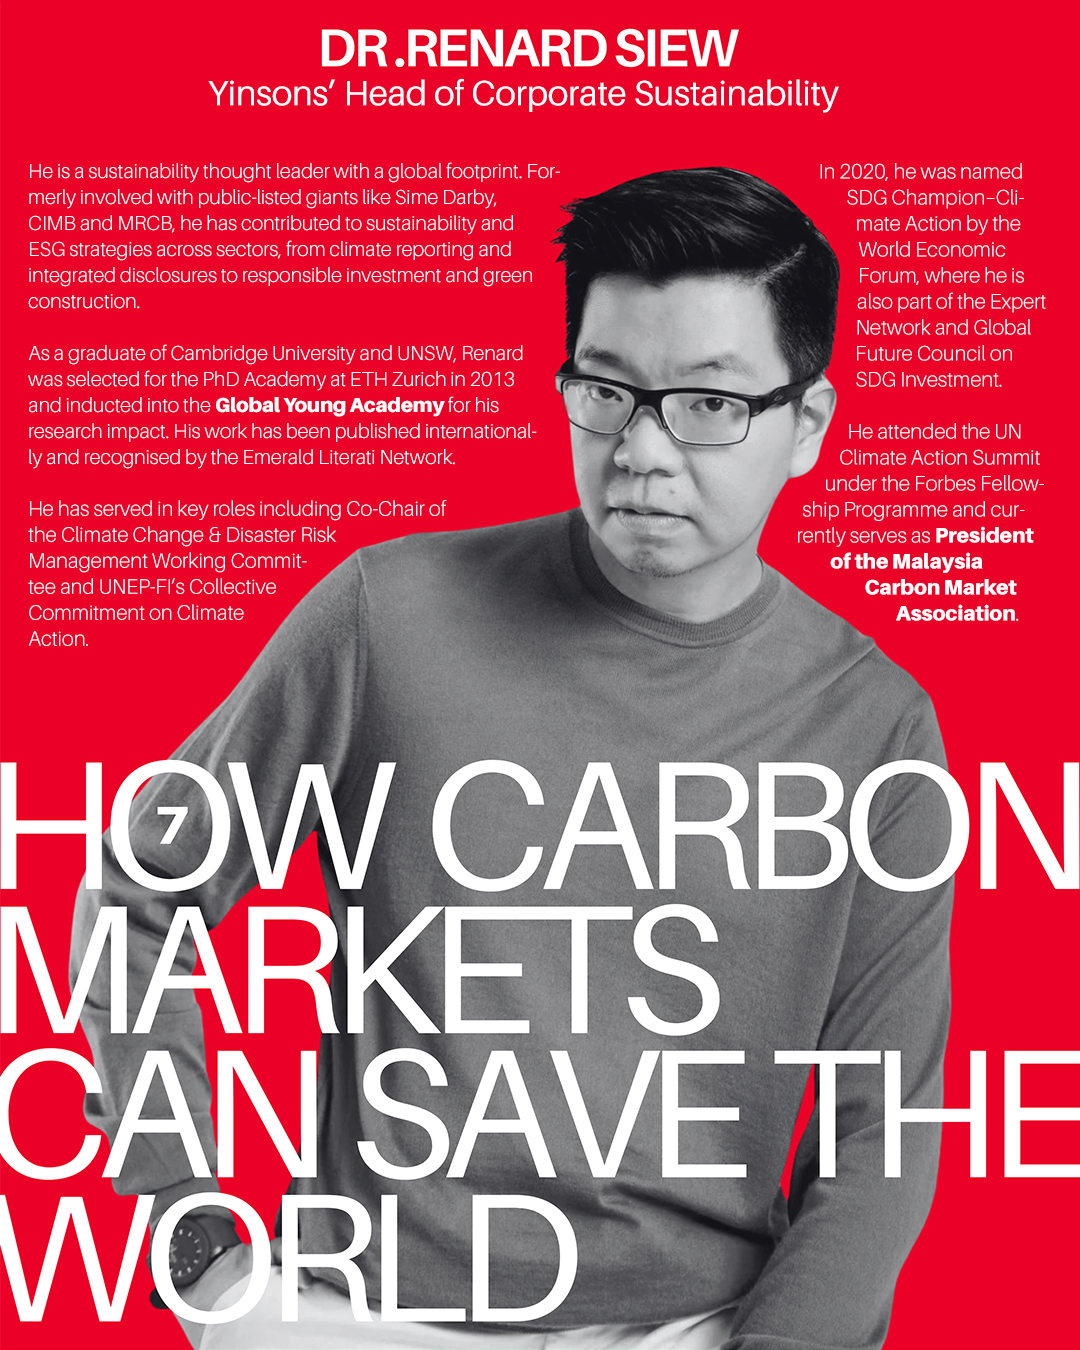 DR.RENARD SIEW
Yinsons’ Head of Corporate Sustainability
He is a sustainability thought leader with a global footprint. For-
merly involved with public-listed giants like Sime Darby,
CIMB and MRCB, he has contributed to sustainability and
ESG strategies across sectors, from climate reporting and
integrated disclosures to responsible investment and green
construction.
As a graduate of Cambridge University and UNSW, Renard
was selected for the PhD Academy at ETH Zurich in 2013
and inducted into the Global Young Academy for his
research impact. His work has been published international-
ly and recognised by the Emerald Literati Network.
He has served in key roles including Co-Chair of
the Climate Change & Disaster Risk
Management Working Commit-
tee and UNEP-FI’s Collective
Commitment on Climate
Action.
In 2020, he was named
SDG Champion–Cli-
mate Action by the
World Economic
Forum, where he is
also part of the Expert
Network and Global
Future Council on
SDG Investment.
He attended the UN
Climate Action Summit
under the Forbes Fellow-
ship Programme and cur-
rently serves as President
of the Malaysia
Carbon Market
Association.
HOW CARBON
7
MARKETS
CAN SAVE THE
WORLD